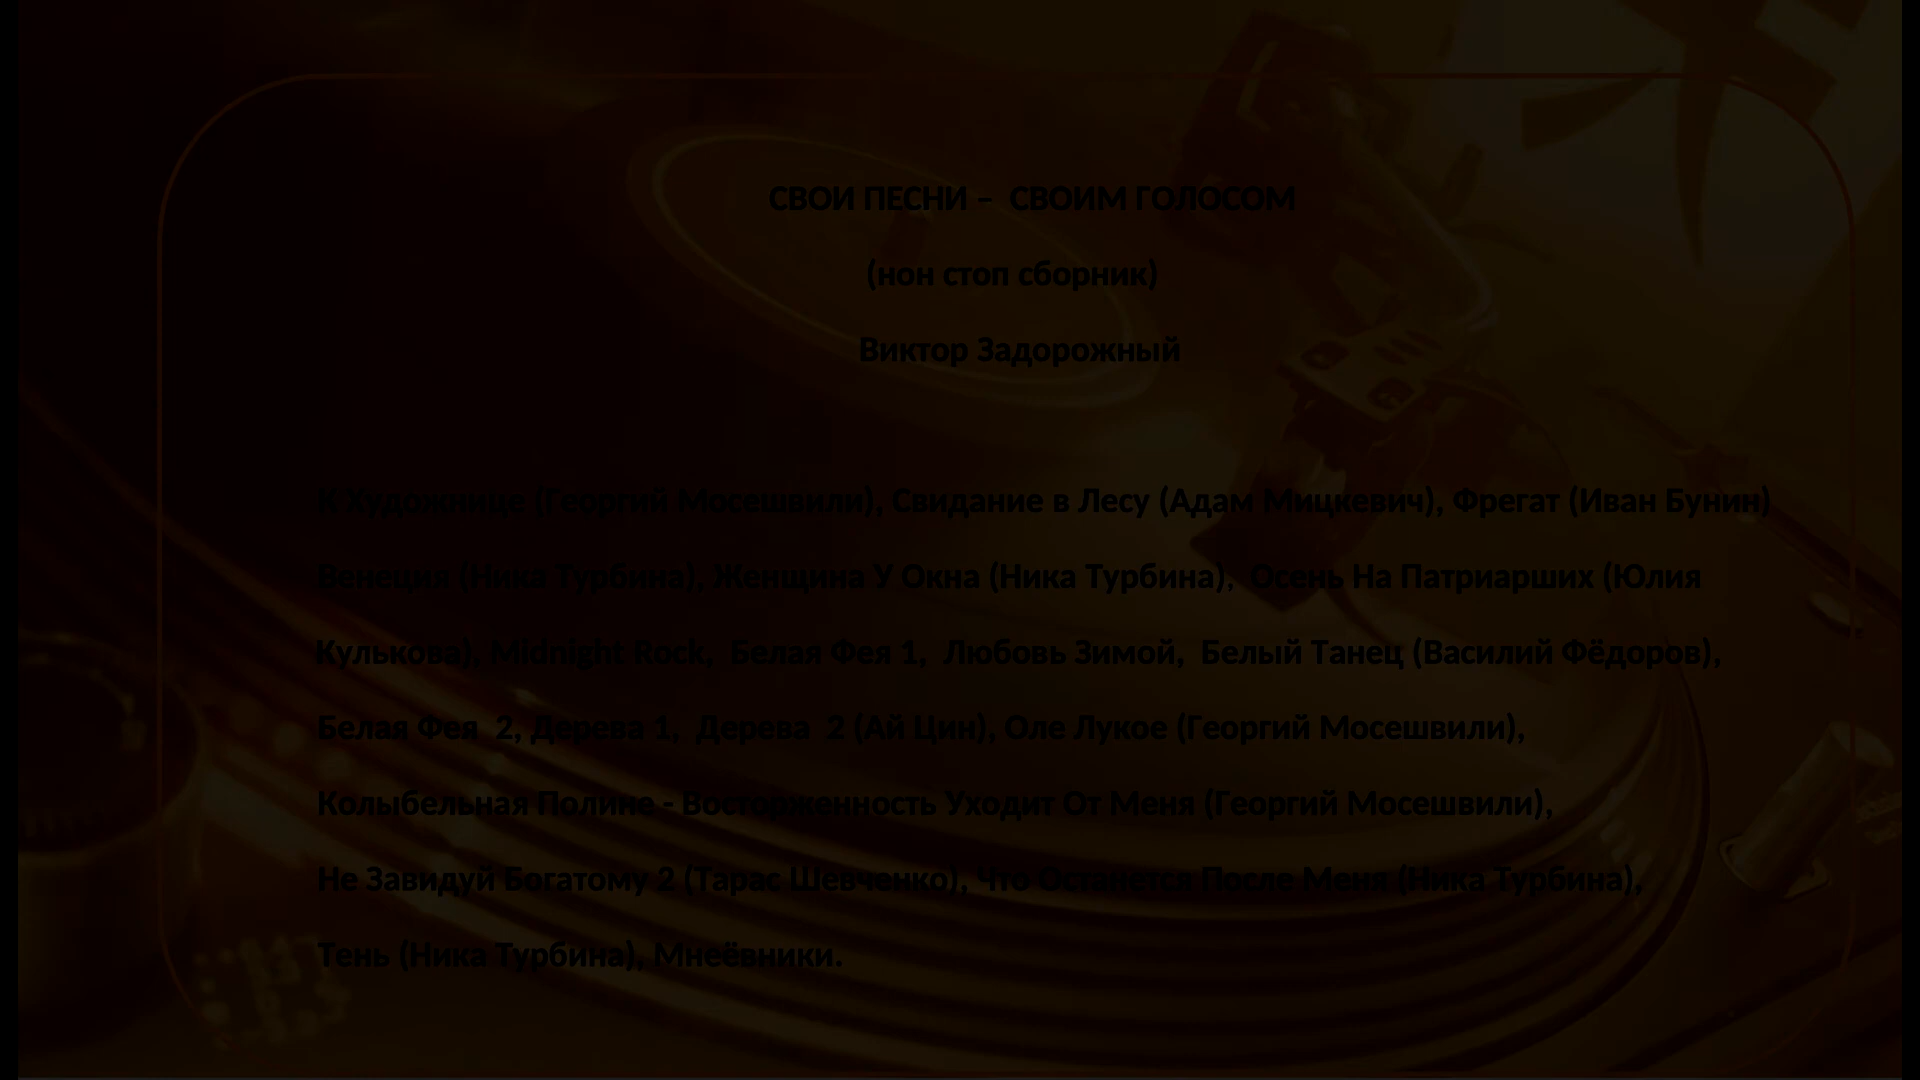 СВОИ ПЕСНИ – СВОИМ ГОЛОСОМ
(нон стоп сборник)
Виктор Задорожный
К Художнице (Георгий Мосешвили), Свидание в Лесу (Адам Мицкевич), Фрегат (Иван Бунин)
Венеция (Ника Турбина), Женщина У Окна (Ника Турбина), Осень На Патриарших (Юлия
Кулькова), Midnight Rock, Белая Фея 1, Любовь Зимой, Белый Танец (Василий Фёдоров),
Белая Фея 2, Дерева 1, Дерева 2 (Ай Цин), Оле Лукое (Георгий Мосешвили),
Колыбельная Полине - Восторженность Уходит От Меня (Георгий Мосешвили),
Не Завидуй Богатому 2 (Тарас Шевченко), Что Останется После Меня (Ника Турбина),
Тень (Ника Турбина), Мнеёвники.